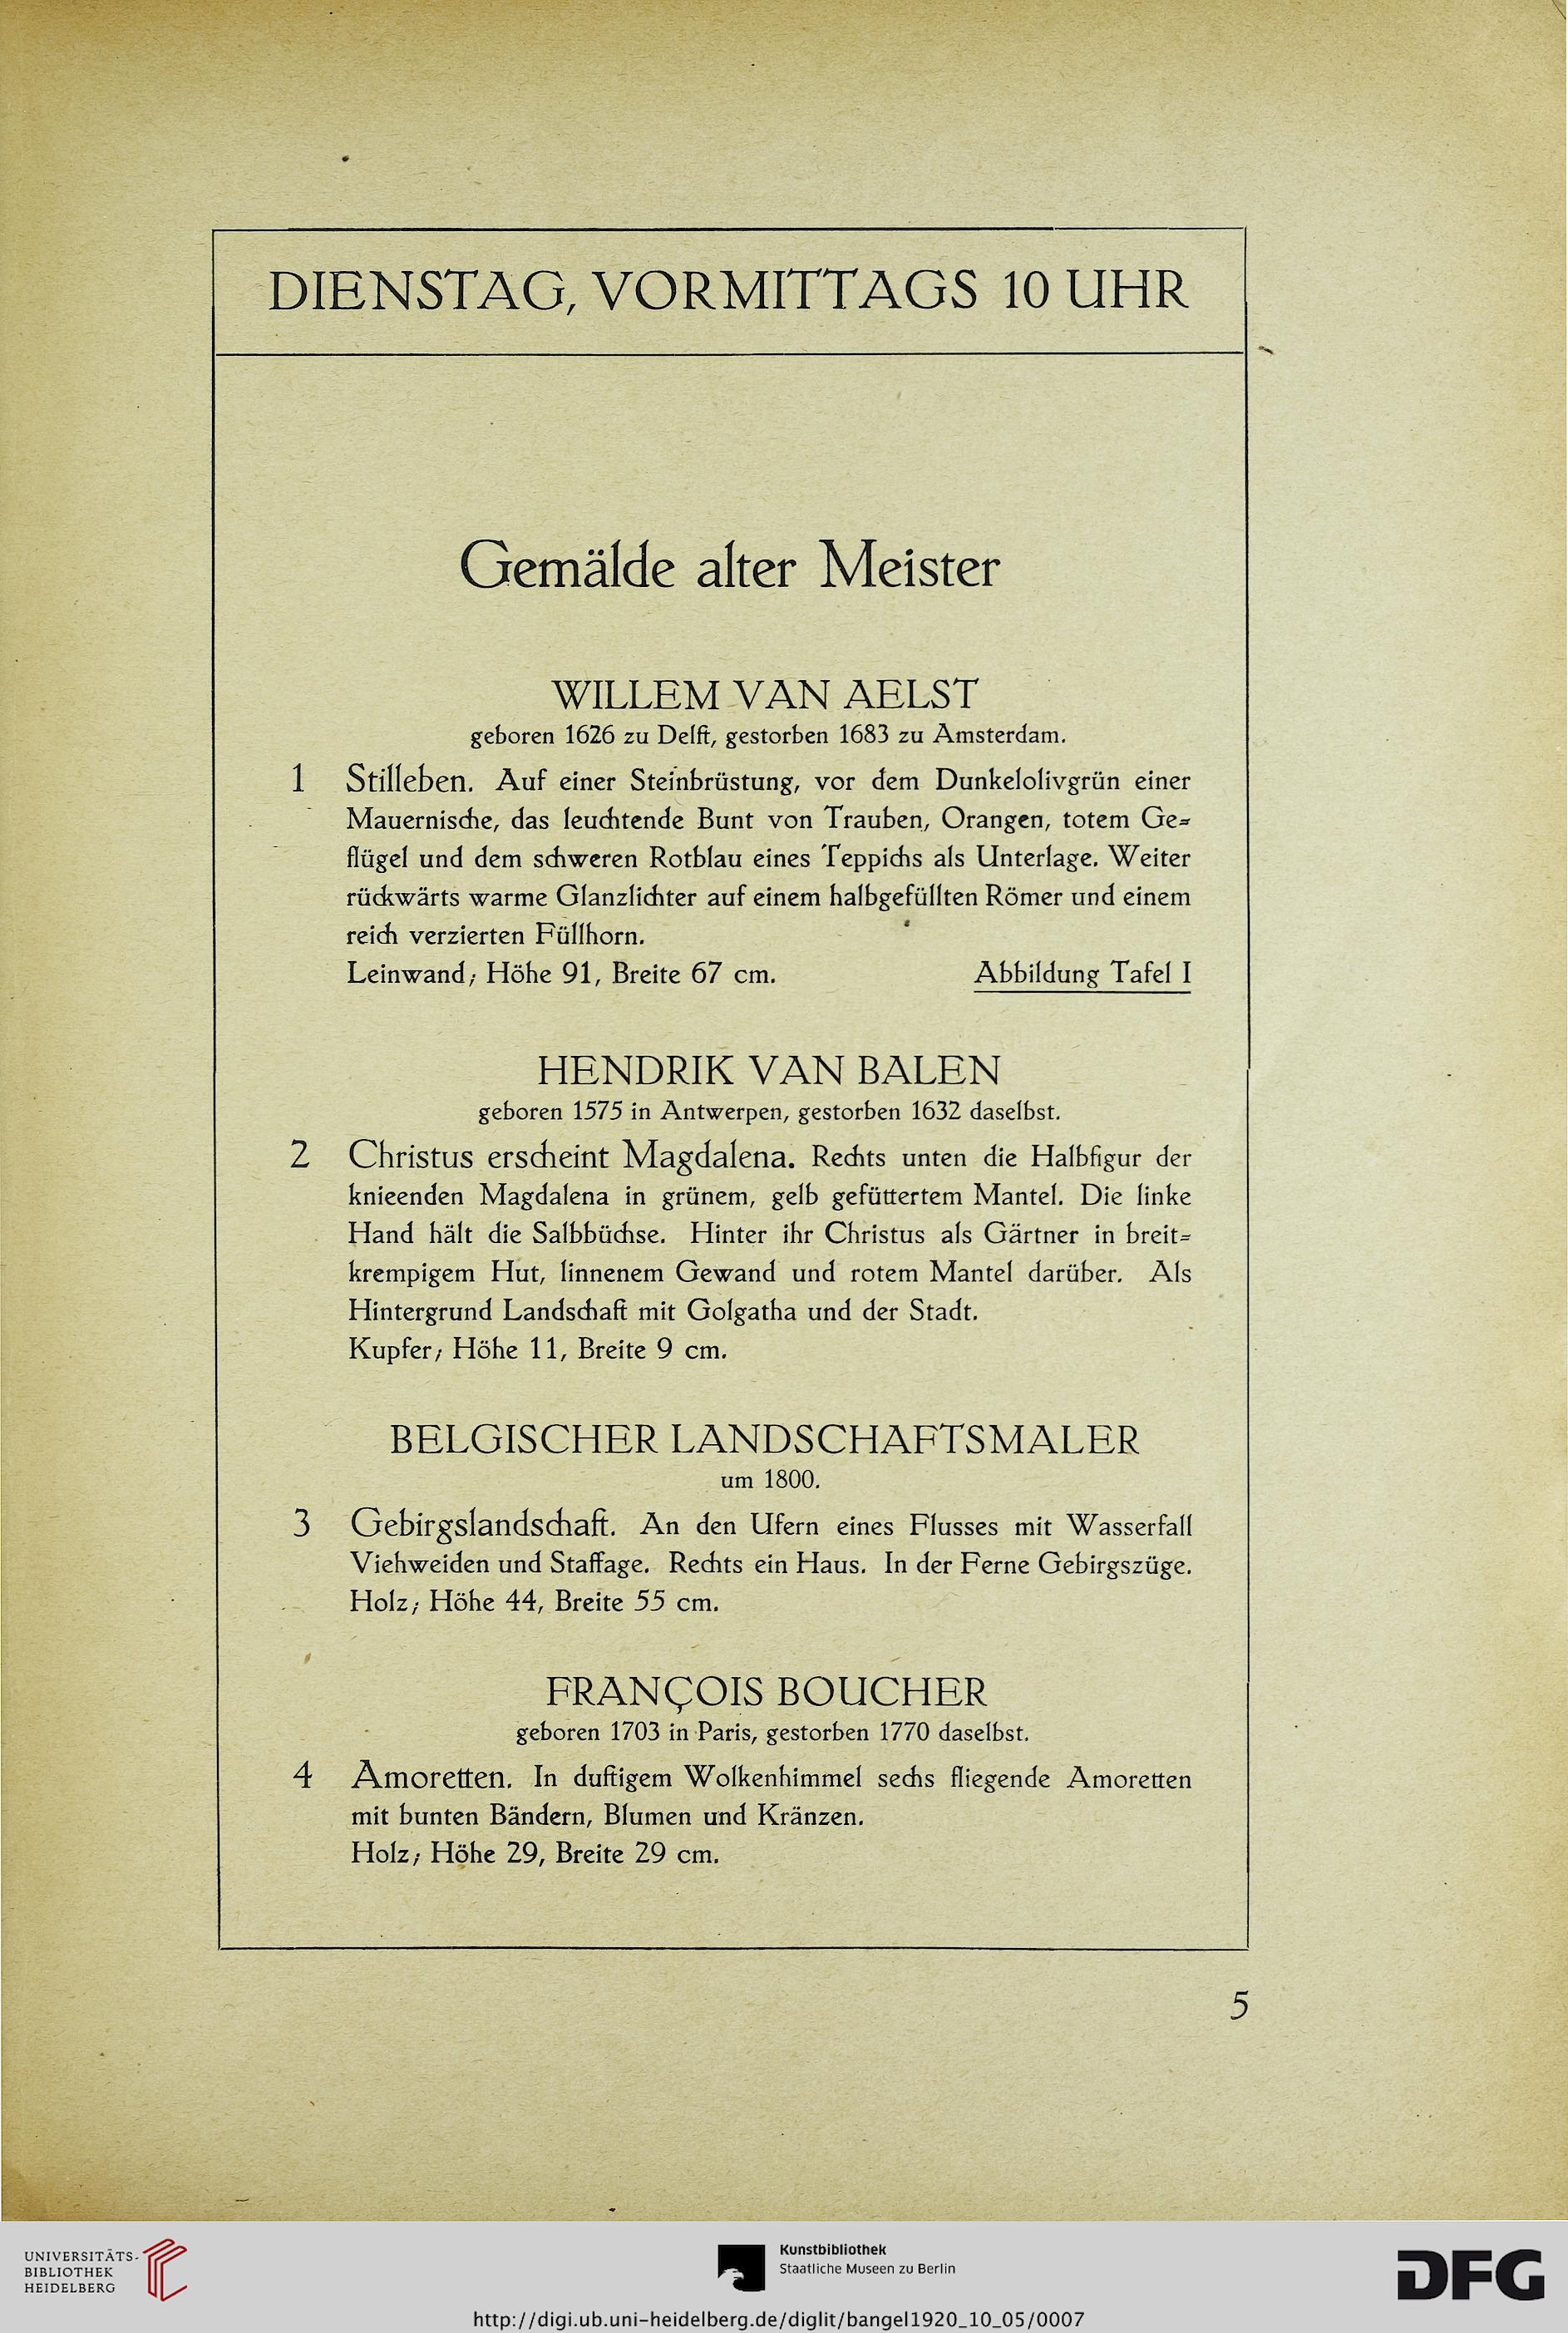 DIENSTAG, VORMITTAGS 10 UHR
Gemälde alter Meister
WILLEM VAN AELST
geboren 1626 zu Delft, gestorben 1683 zu Amsterdam.
1 Stilleben. Auf einer Steinbrüstung, vor dem Dunkelolivgrün einer
Mauernische, das leuchtende Bunt von Trauben, Orangen, totem Ge=
flügel und dem schweren Rotblau eines Teppichs als Unterlage. Weiter
rückwärts warme Glanzlichter auf einem halbgefüllten Römer und einem
reich verzierten Füllhorn.
Leinwand; Höhe 91, Breite 67 cm. Abbildung Tafel I
HENDRIK VAN BALEN
geboren 1575 in Antwerpen, gestorben 1632 daselbst.
2 Christus erscheint Magdalena. Rechts unten die Halbfigur der
knieenden Magdalena in grünem, gelb gefüttertem Mantel. Die linke
Hand hält die Salbbüchse. Hinter ihr Christus als Gärtner in breit=
krempigem Hut, linnenem Gewand und rotem Mantel darüber. Als
Hintergrund Landschaft mit Golgatha und der Stadt.
Kupfer; Höhe 11, Breite 9 cm.
BELGISCHER LANDSCHAFTSMALER
um 1800.
3 Gebirgslandschaft. An den Ufern eines Flusses mit Wasserfall
Viehweiden und Staffage. Rechts ein Haus. In der Ferne Gebirgszüge.
Holz; Höhe 44, Breite 55 cm.
FRANÇOIS BOUCHER
geboren 1703 in Paris, gestorben 1770 daselbst.
4 Amoretten. In duftigem Wolkenhimmel sechs fliegende Amoretten
mit bunten Bändern, Blumen und Kränzen.
Holz; Höhe 29, Breite 29 cm.
5
UNIVERSITÄTS-
BIBLIOTHEK
HEIDELBERG
Kunstbibliothek
Staatliche Museen zu Berlin
DFG
http://digi.ub.uni-heidelberg.de/diglit/bangel1920_10_05/0007